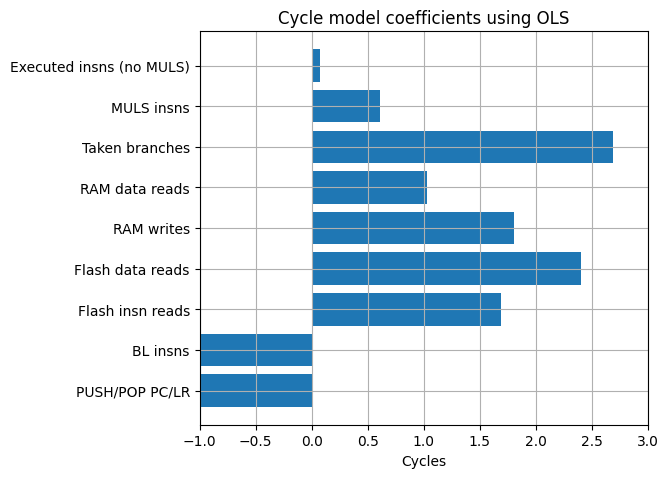 Cycle model coefficients using OLS
Executed insns (no MULS)
MULS insns
Taken branches
RAM data reads
RAM writes
Flash data reads
Flash insn reads
BL insns
PUSH/POP PC/LR
−1.0 −0.5 0.0 0.5 1.0 1.5 2.0 2.5 3.0
Cycles